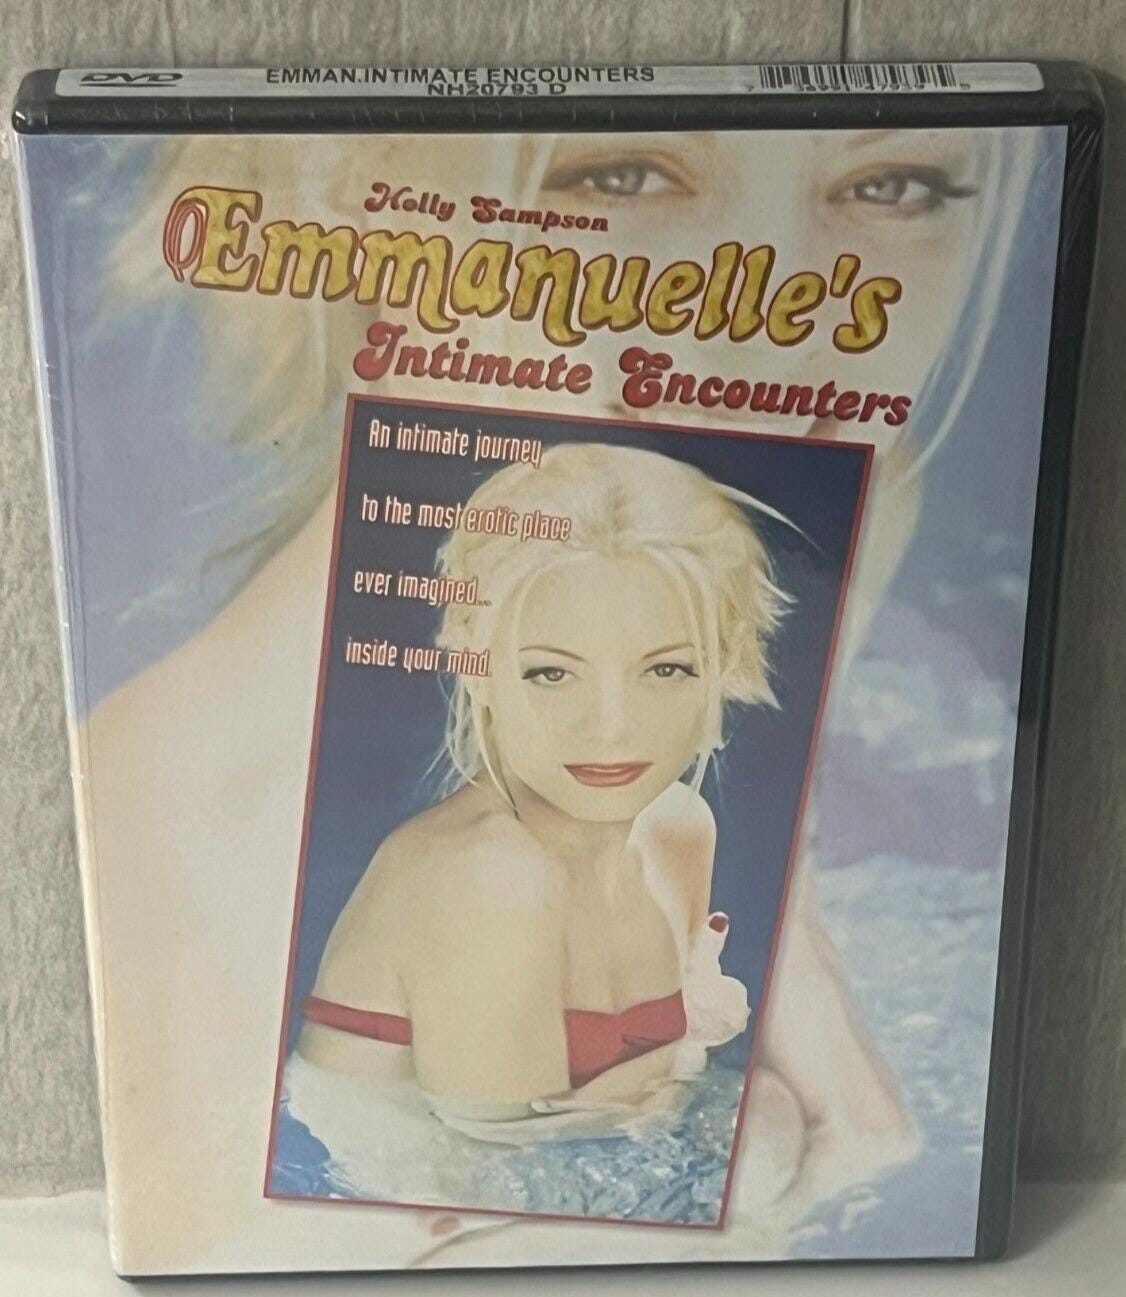 DVD EMMAN.INTIMATE ENCOUNTERS
NH20793 D
Holly Sampson
Emmanuelle's
Intimate Encounters
An intimate journey
to the most erotic place
ever imagined...
inside your mind.